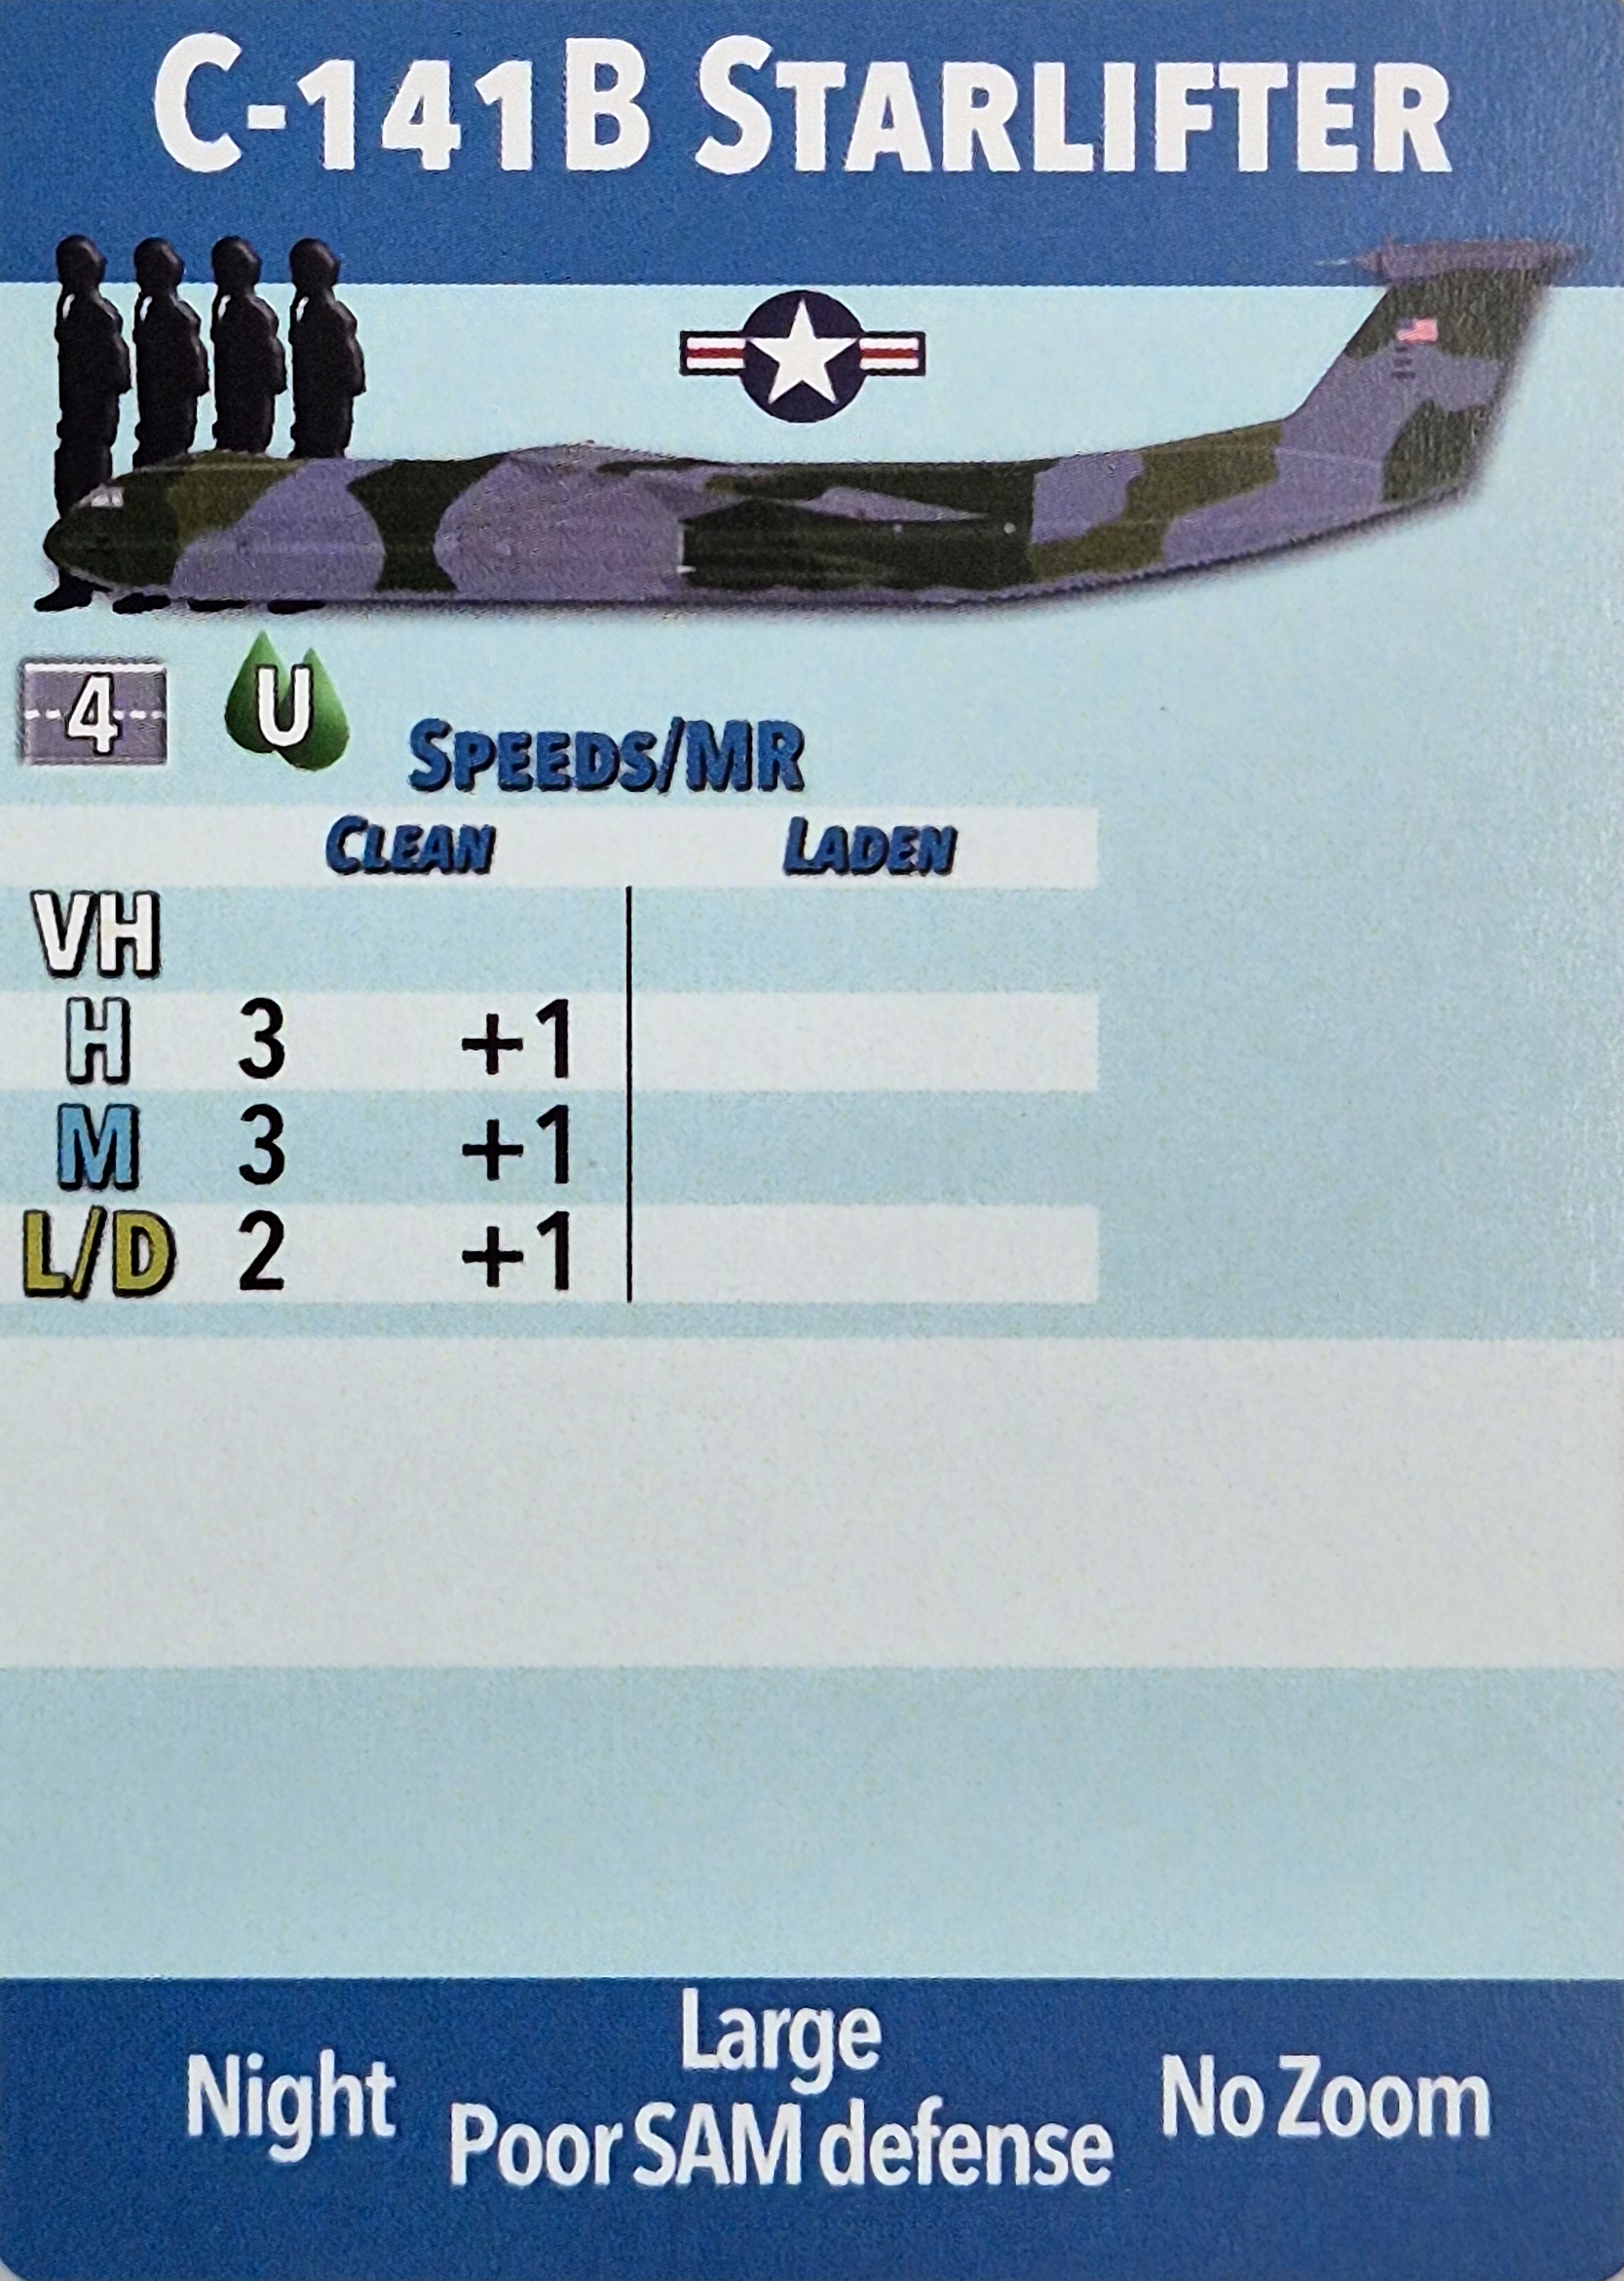 C-141B STARLIFTER
4 U
SPEEDS/MR
CLEAN LADEN
VH
H 3 +1
M 3 +1
L/D 2 +1
Night Large Poor SAM defense No Zoom